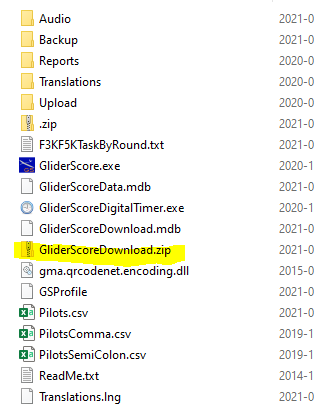 Audio 2021-0
Backup 2021-0
Reports 2020-0
Translations 2020-0
Upload 2020-0
.zip 2021-0
F3KF5KTaskByRound.txt 2021-0
GliderScore.exe 2020-1
GliderScoreData.mdb 2021-0
GliderScoreDigitalTimer.exe 2020-1
GliderScoreDownload.mdb 2021-0
GliderScoreDownload.zip 2021-0
gma.qrcodenet.encoding.dll 2015-0
GSProfile 2021-0
Pilots.csv 2021-0
PilotsComma.csv 2019-1
PilotsSemiColon.csv 2019-1
ReadMe.txt 2014-1
Translations.lng 2021-0